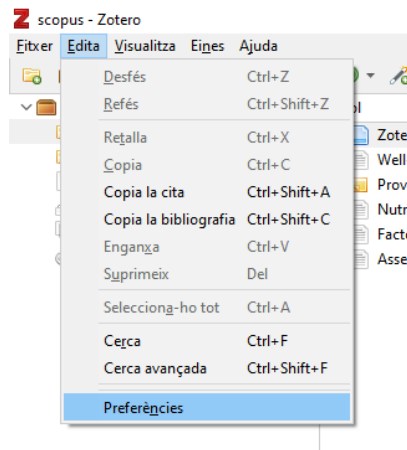 scopus - Zotero
Fitxer Edita Visualitza Eines Ajuda
Desfés Ctrl+Z
Refés Ctrl+Shift+Z
Retalla Ctrl+X
Copia Ctrl+C
Copia la cita Ctrl+Shift+A
Copia la bibliografia Ctrl+Shift+C
Enganxa Ctrl+V
Suprimeix Del
Selecciona-ho tot Ctrl+A
Cerca Ctrl+F
Cerca avançada Ctrl+Shift+F
Preferències
ol
Zote
Well
Prov
Nutr
Facto
Asse